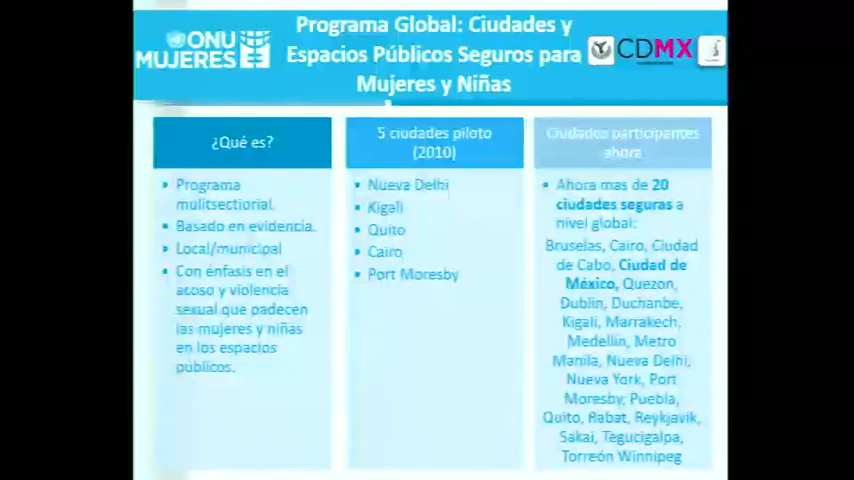 ONU
MUJERES
Programa Global: Ciudades y
Espacios Públicos Seguros para
Mujeres y Niñas
CDMX
¿Qué es?
• Programa
mulitsectiorial.
• Basado en evidencia.
• Local/municipal
• Con énfasis en el
acoso y violencia
sexual que padecen
las mujeres y niñas
en los espacios
públicos.
5 ciudades piloto
(2010)
• Nueva Delhi
• Kigali
• Quito
• Cairo
• Port Moresby
Ciudades participantes
ahora
• Ahora mas de 20
ciudades seguras a
nivel global:
Bruselas, Cairo, Ciudad
de Cabo, Ciudad de
México, Quezon,
Dublin, Duchanbe,
Kigali, Marrakech,
Medellin, Metro
Manila, Nueva Delhi,
Nueva York, Port
Moresby, Puebla,
Quito, Rabat, Reykjavik,
Sakai, Tegucigalpa,
Torreón Winnipeg